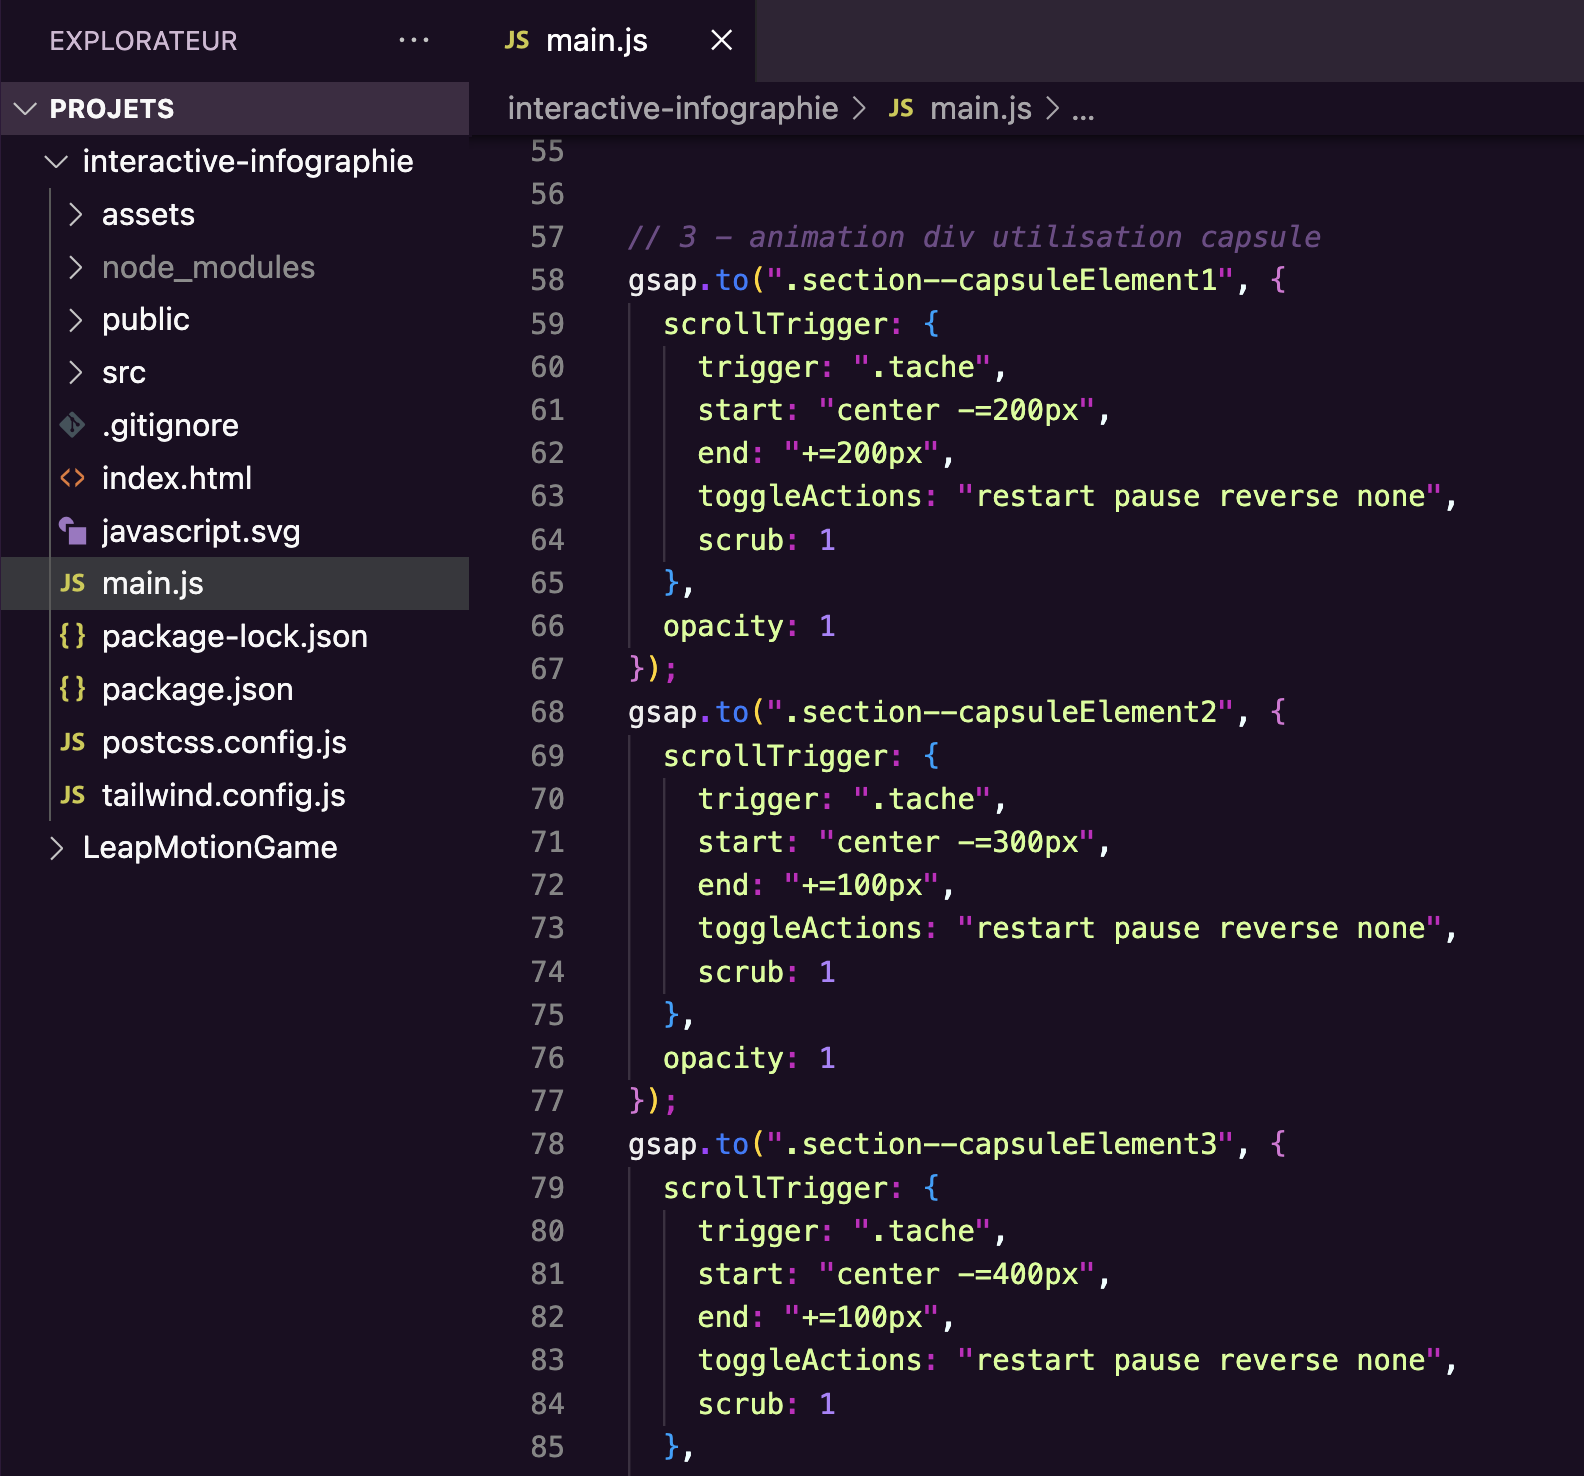 EXPLORATEUR ...
PROJETS
interactive-infographie
assets
node_modules
public
src
.gitignore
<> index.html
javascript.svg
JS main.js
{} package-lock.json
{} package.json
JS postcss.config.js
JS tailwind.config.js
LeapMotionGame
JS main.js ×
interactive-infographie > JS main.js > ...
55
56
57 // 3 - animation div utilisation capsule
58 gsap.to(".section--capsuleElement1", {
59   scrollTrigger: {
60     trigger: ".tache",
61     start: "center -=200px",
62     end: "+=200px",
63     toggleActions: "restart pause reverse none",
64     scrub: 1
65   },
66   opacity: 1
67 });
68 gsap.to(".section--capsuleElement2", {
69   scrollTrigger: {
70     trigger: ".tache",
71     start: "center -=300px",
72     end: "+=100px",
73     toggleActions: "restart pause reverse none",
74     scrub: 1
75   },
76   opacity: 1
77 });
78 gsap.to(".section--capsuleElement3", {
79   scrollTrigger: {
80     trigger: ".tache",
81     start: "center -=400px",
82     end: "+=100px",
83     toggleActions: "restart pause reverse none",
84     scrub: 1
85   },